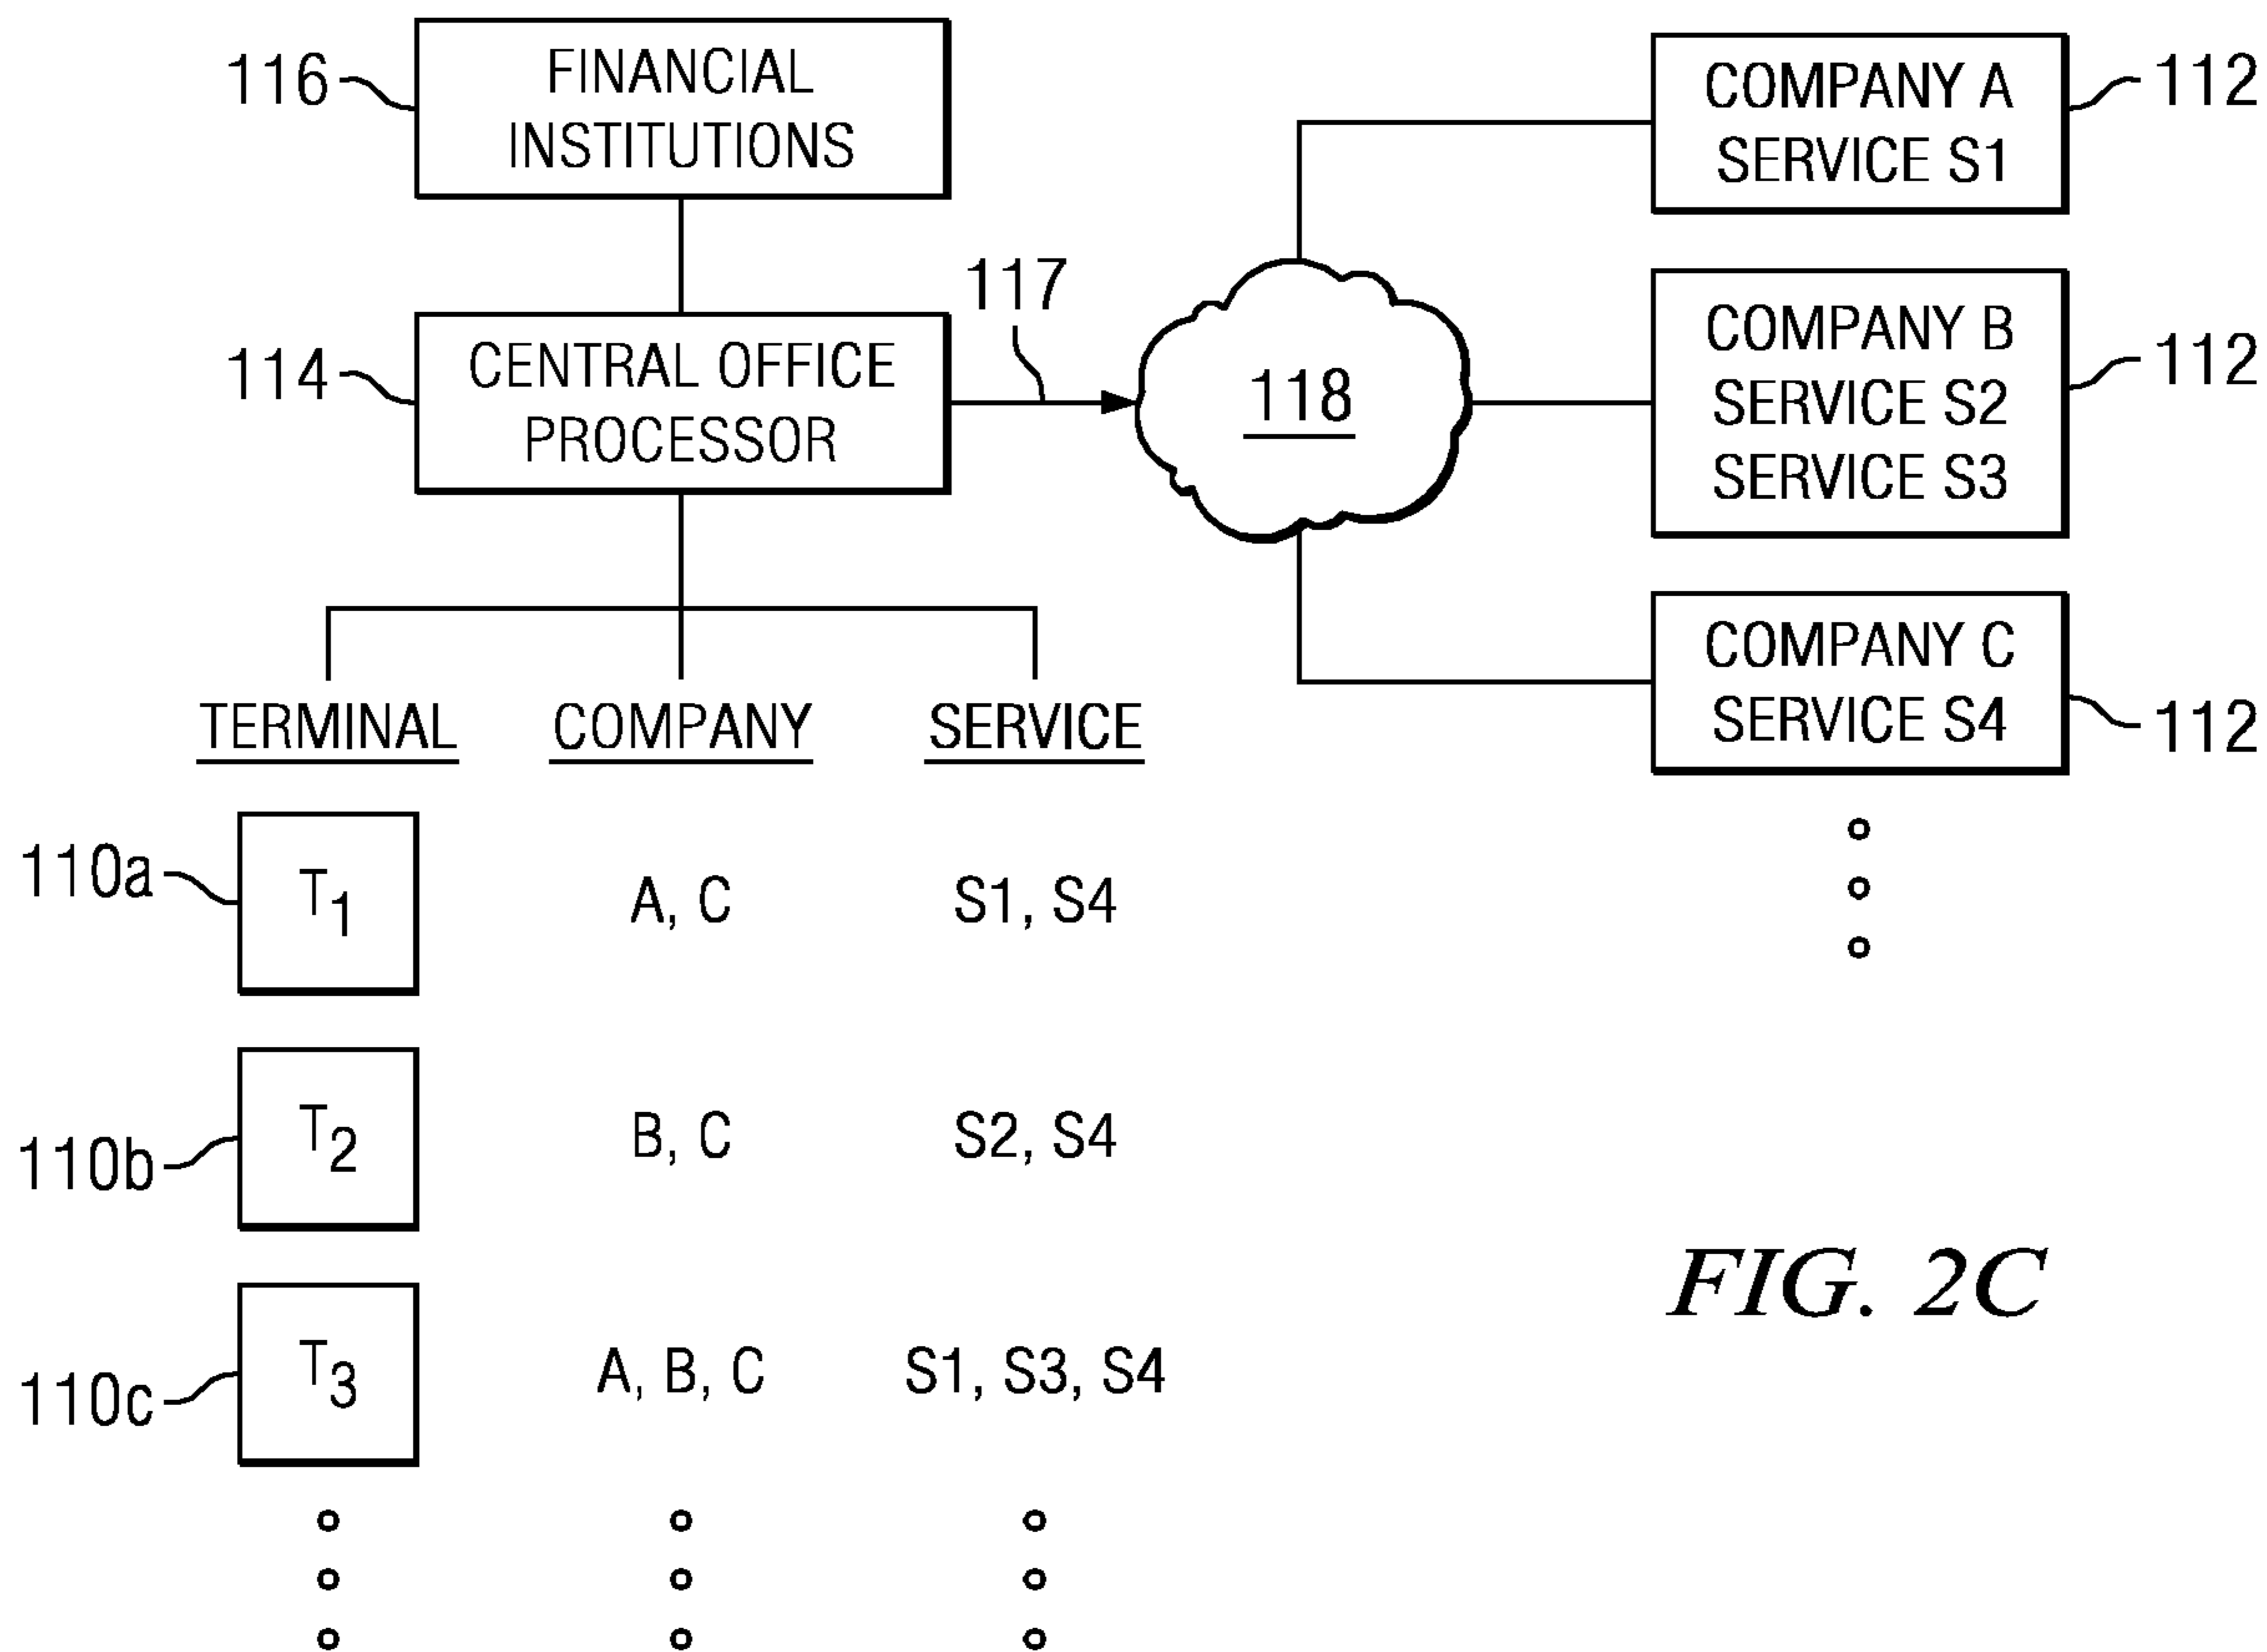 116
FINANCIAL
INSTITUTIONS
COMPANY A
SERVICE S1
112
117
114
CENTRAL OFFICE
PROCESSOR
118
COMPANY B
SERVICE S2
SERVICE S3
112
COMPANY C
SERVICE S4
112
TERMINAL COMPANY SERVICE
110a T1 A, C S1, S4
110b T2 B, C S2, S4
110c T3 A, B, C S1, S3, S4
FIG. 2C